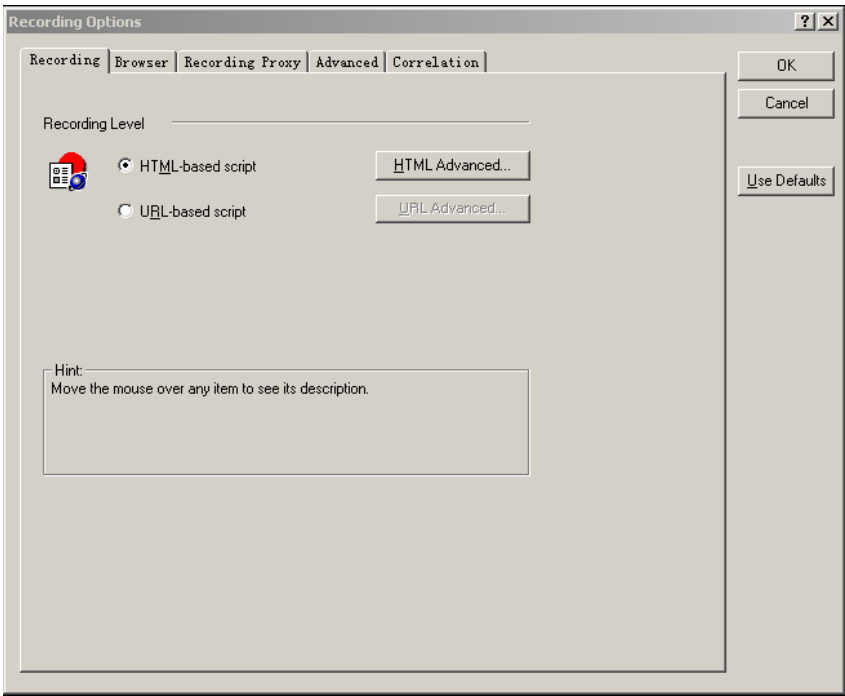 Recording Options
Recording Browser Recording Proxy Advanced Correlation
OK
Cancel
Use Defaults
Recording Level
HTML-based script HTML Advanced...
URL-based script URL Advanced...
Hint:
Move the mouse over any item to see its description.